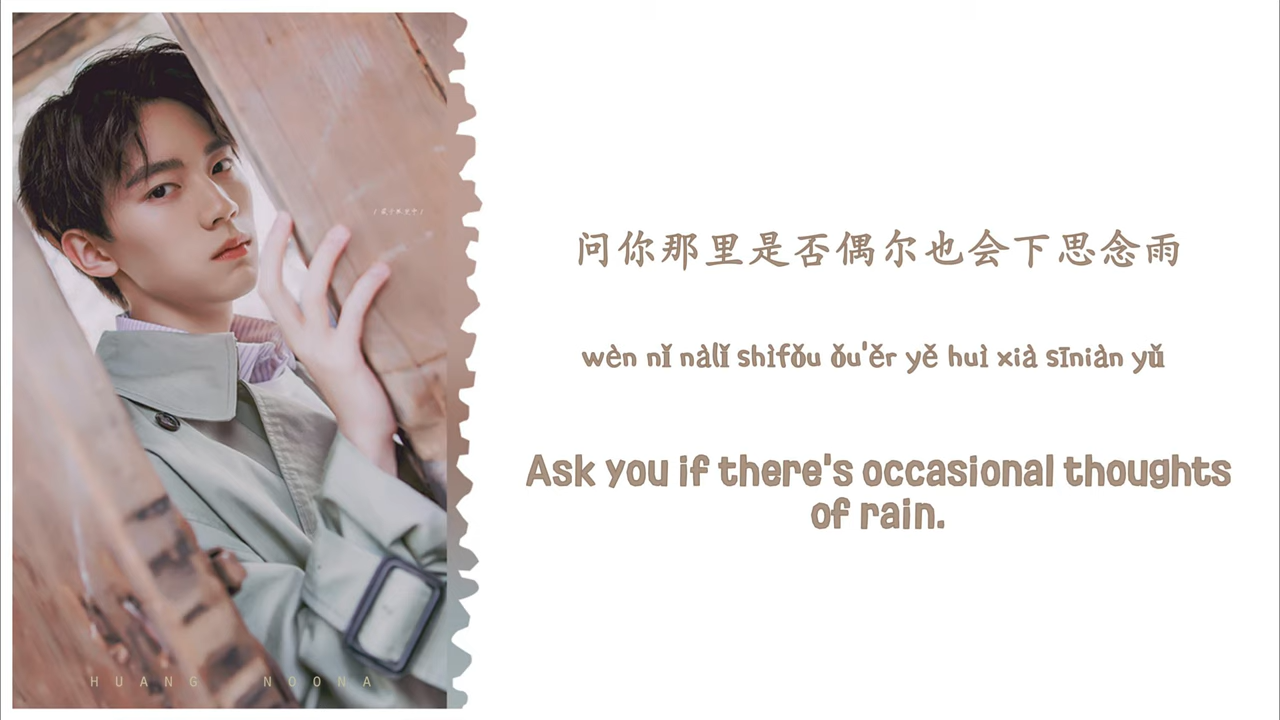 问你那里是否偶尔也会下思念雨
wèn nǐ nàlǐ shìfǒu ǒu'ěr yě huì xià sīniàn yǔ
Ask you if there's occasional thoughts
of rain.
HUANG NOONA